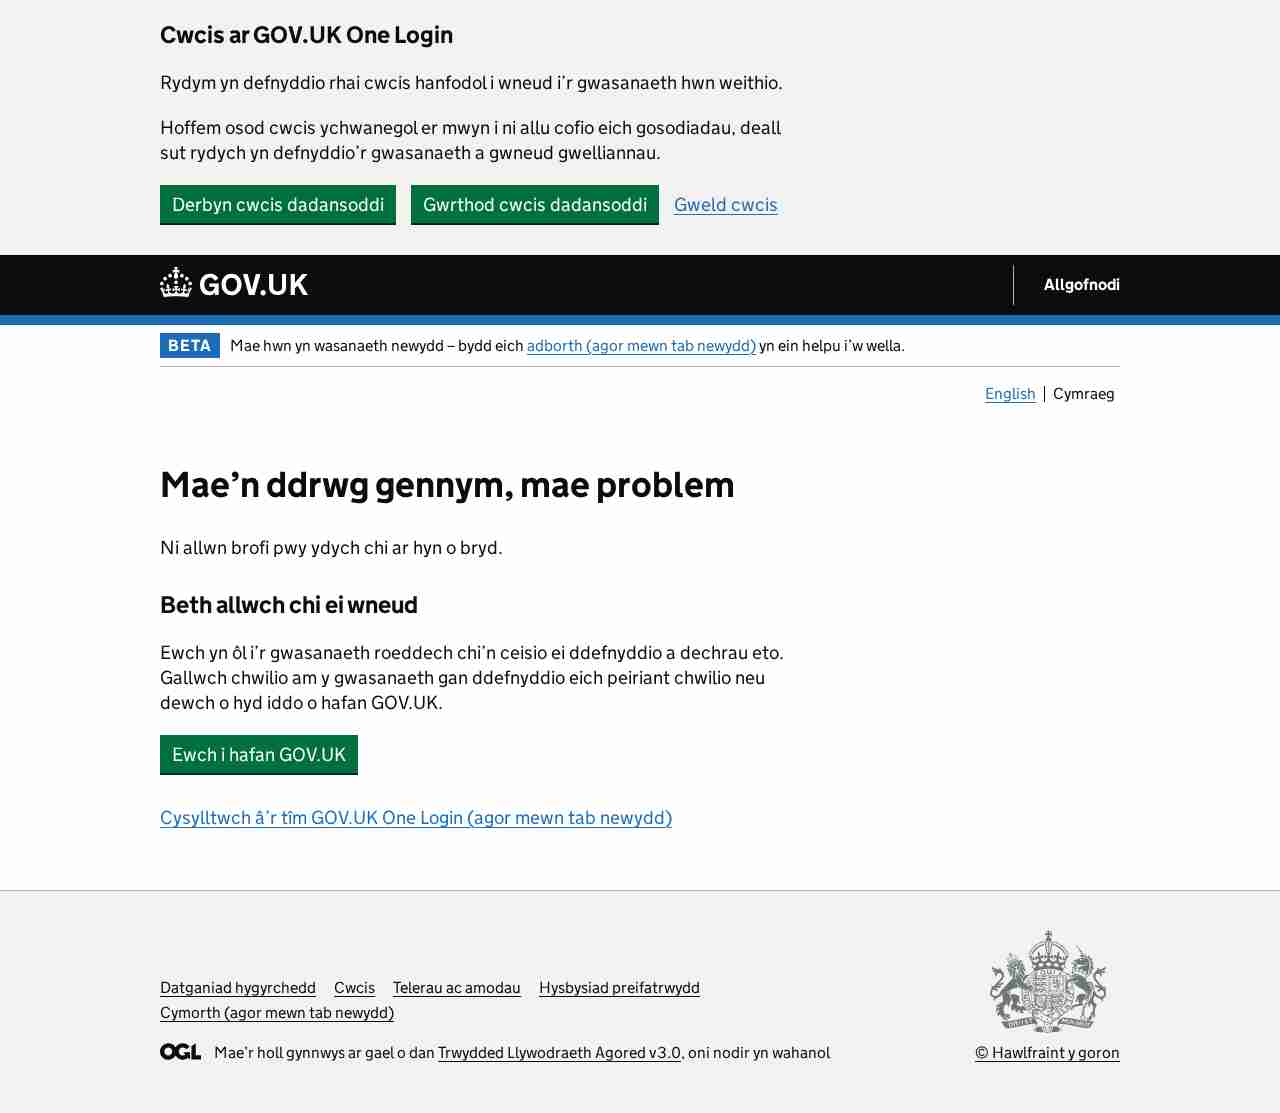 Cwcis ar GOV.UK One Login
Rydym yn defnyddio rhai cwcis hanfodol i wneud i’r gwasanaeth hwn weithio.
Hoffem osod cwcis ychwanegol er mwyn i ni allu cofio eich gosodiadau, deall
sut rydych yn defnyddio’r gwasanaeth a gwneud gwelliannau.
Derbyn cwcis dadansoddi Gwrthod cwcis dadansoddi Gweld cwcis
GOV.UK Allgofnodi
BETA Mae hwn yn wasanaeth newydd – bydd eich adborth (agor mewn tab newydd) yn ein helpu i’w wella.
English Cymraeg
Mae’n ddrwg gennym, mae problem
Ni allwn brofi pwy ydych chi ar hyn o bryd.
Beth allwch chi ei wneud
Ewch yn ôl i’r gwasanaeth roeddech chi’n ceisio ei ddefnyddio a dechrau eto.
Gallwch chwilio am y gwasanaeth gan ddefnyddio eich peiriant chwilio neu
dewch o hyd iddo o hafan GOV.UK.
Ewch i hafan GOV.UK
Cysylltwch â’r tîm GOV.UK One Login (agor mewn tab newydd)
Datganiad hygyrchedd Cwcis Telerau ac amodau Hysbysiad preifatrwydd
Cymorth (agor mewn tab newydd)
OGL Mae’r holl gynnwys ar gael o dan Trwydded Llywodraeth Agored v3.0, oni nodir yn wahanol
© Hawlfraint y goron